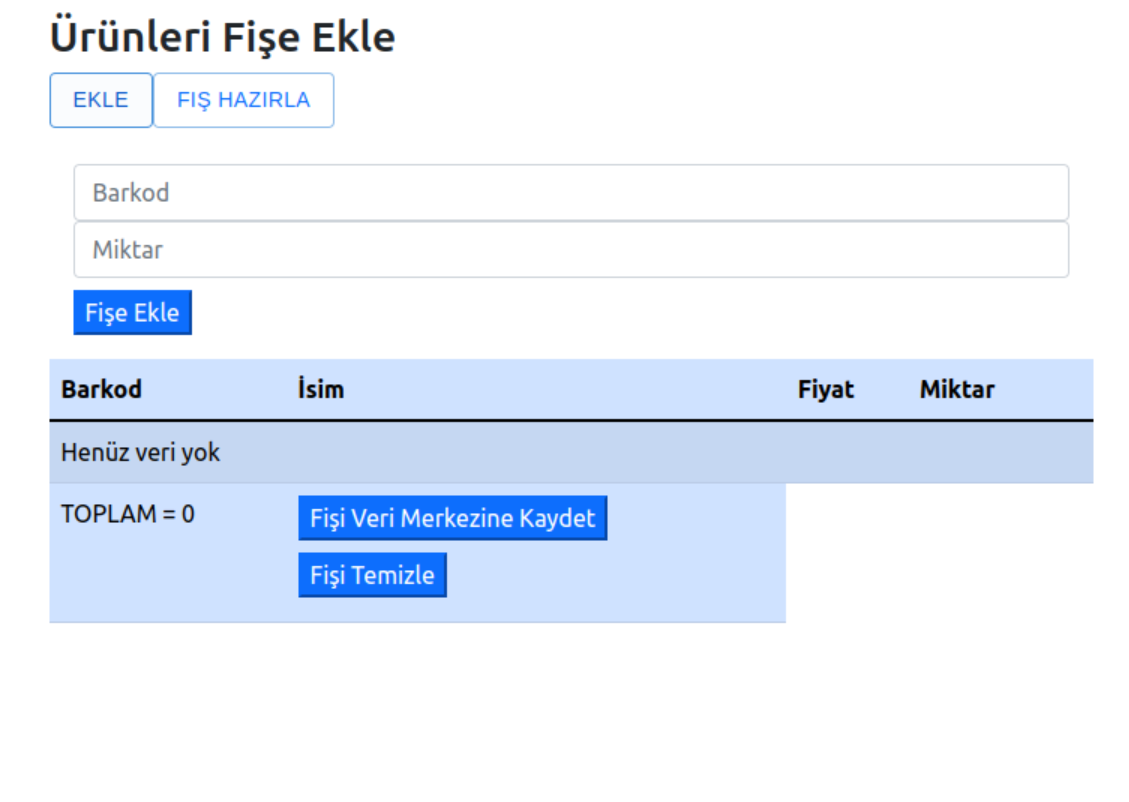 Ürünleri Fişe Ekle
EKLE FIŞ HAZIRLA
Barkod
Miktar
Fişe Ekle
Barkod İsim Fiyat Miktar
Henüz veri yok
TOPLAM = 0 Fişi Veri Merkezine Kaydet
Fişi Temizle